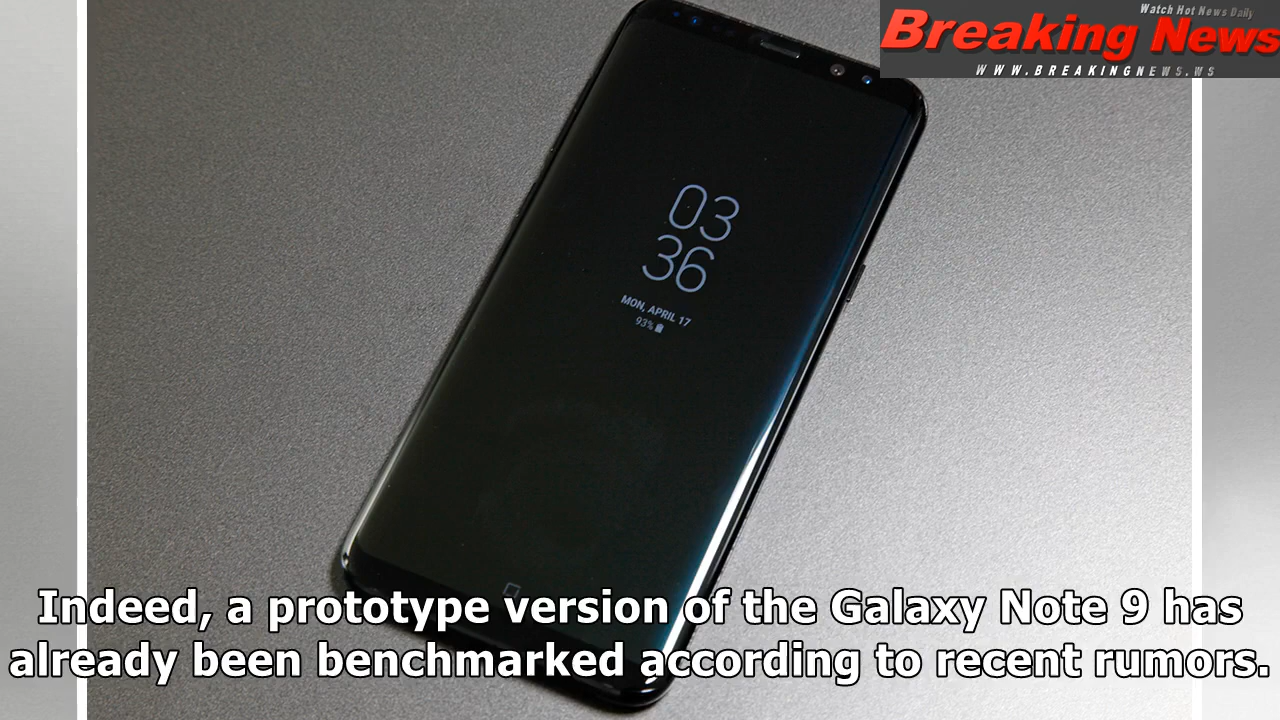 Watch Hot News Daily
Breaking News
WWW.BREAKINGNEWS.WS
03
36
MON, APRIL 17
93%
Indeed, a prototype version of the Galaxy Note 9 has
already been benchmarked according to recent rumors.